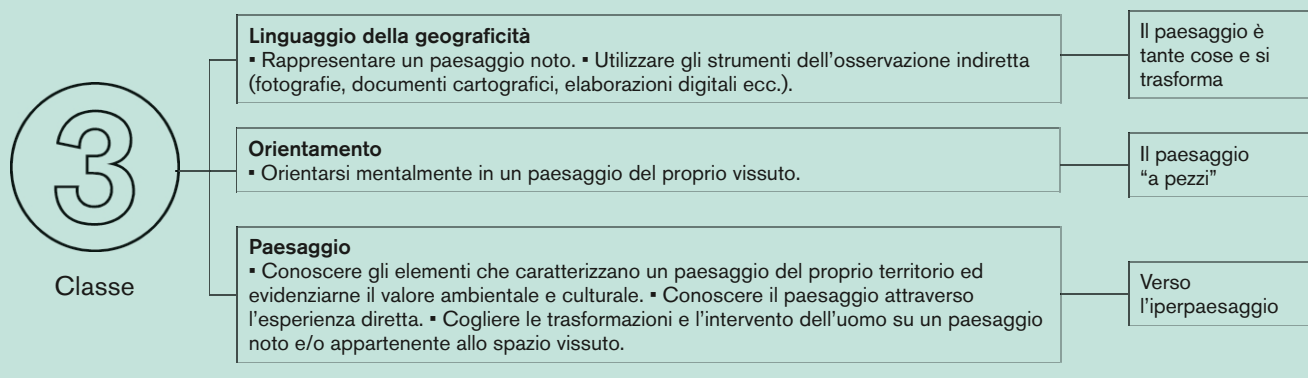 3
Classe
Linguaggio della geograficità
▪ Rappresentare un paesaggio noto. ▪ Utilizzare gli strumenti dell’osservazione indiretta
(fotografie, documenti cartografici, elaborazioni digitali ecc.).
Il paesaggio è
tante cose e si
trasforma
Orientamento
▪ Orientarsi mentalmente in un paesaggio del proprio vissuto.
Il paesaggio
“a pezzi”
Paesaggio
▪ Conoscere gli elementi che caratterizzano un paesaggio del proprio territorio ed
evidenziarne il valore ambientale e culturale. ▪ Conoscere il paesaggio attraverso
l’esperienza diretta. ▪ Cogliere le trasformazioni e l’intervento dell’uomo su un paesaggio
noto e/o appartenente allo spazio vissuto.
Verso
l’iperpaesaggio